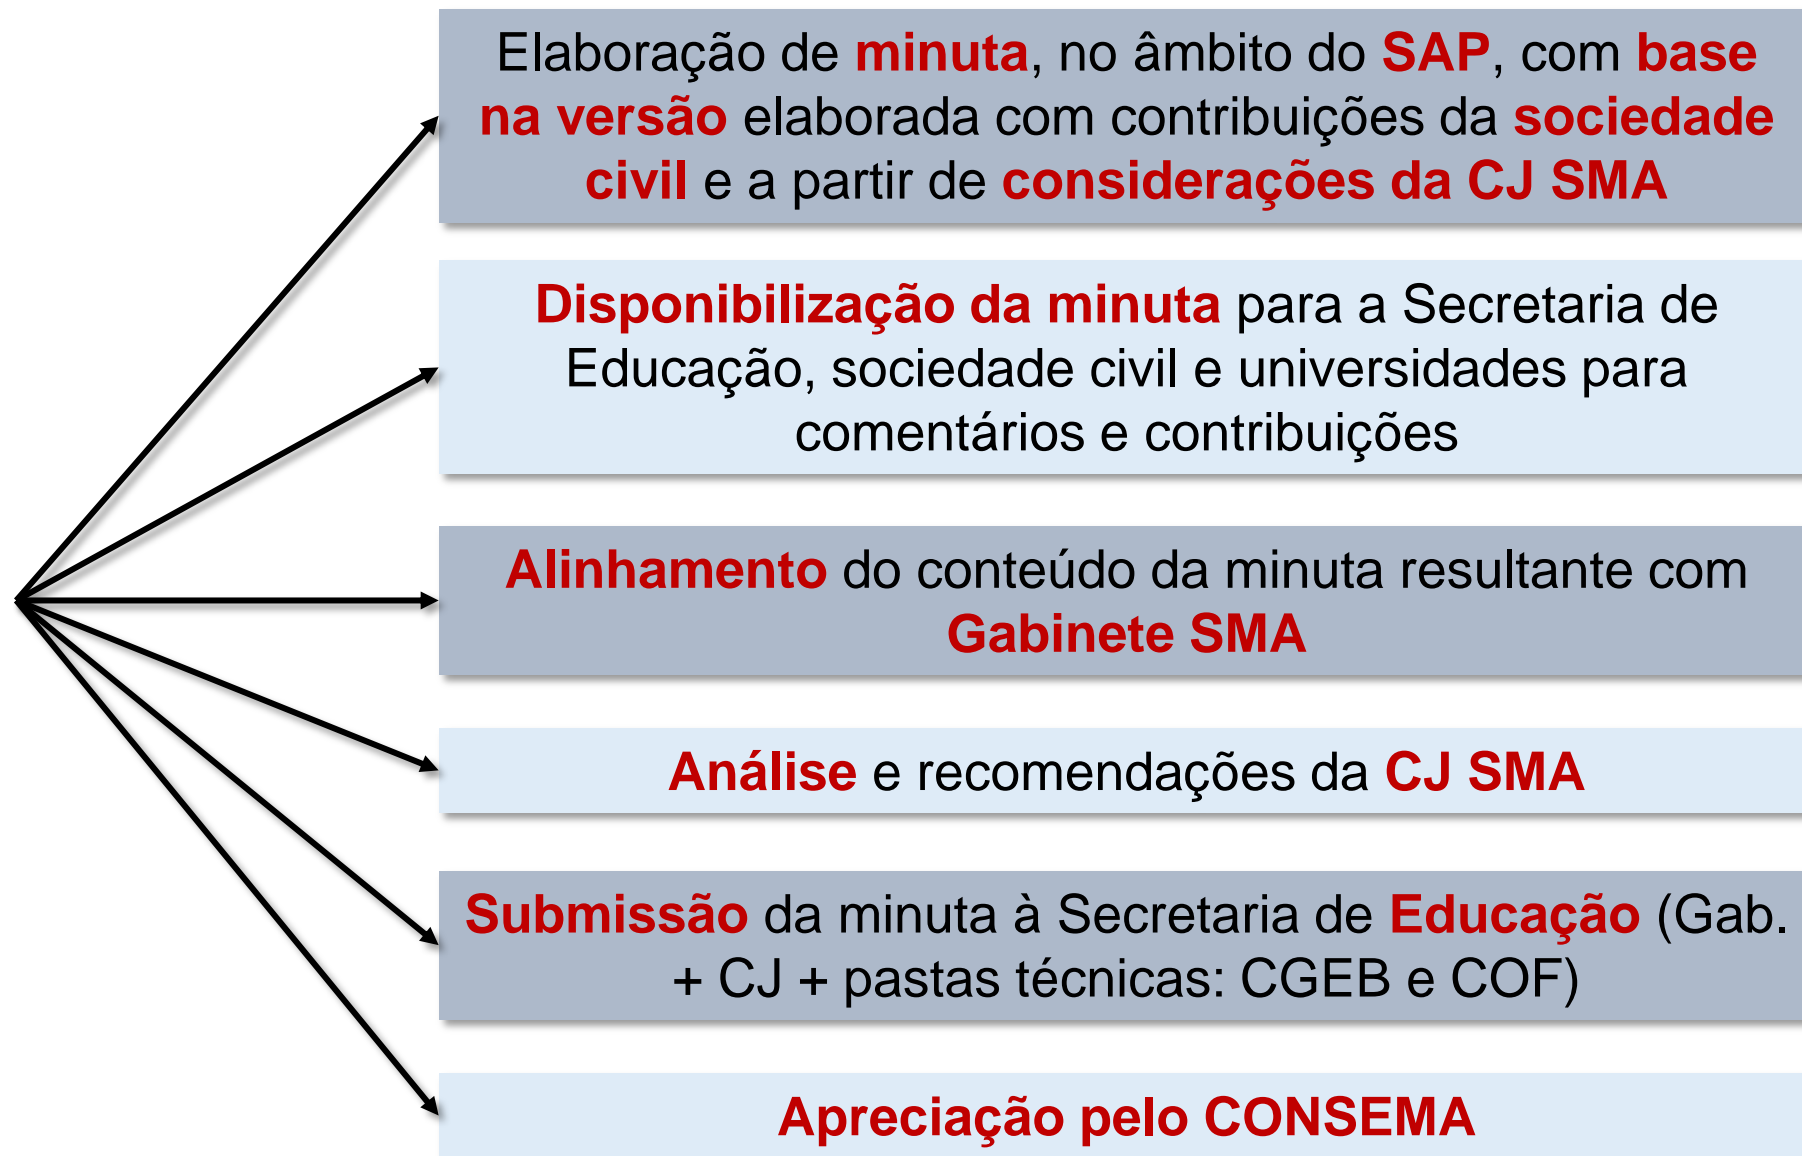 Elaboração de minuta, no âmbito do SAP, com base
na versão elaborada com contribuições da sociedade
civil e a partir de considerações da CJ SMA
Disponibilização da minuta para a Secretaria de
Educação, sociedade civil e universidades para
comentários e contribuições
Alinhamento do conteúdo da minuta resultante com
Gabinete SMA
Análise e recomendações da CJ SMA
Submissão da minuta à Secretaria de Educação (Gab.
+ CJ + pastas técnicas: CGEB e COF)
Apreciação pelo CONSEMA